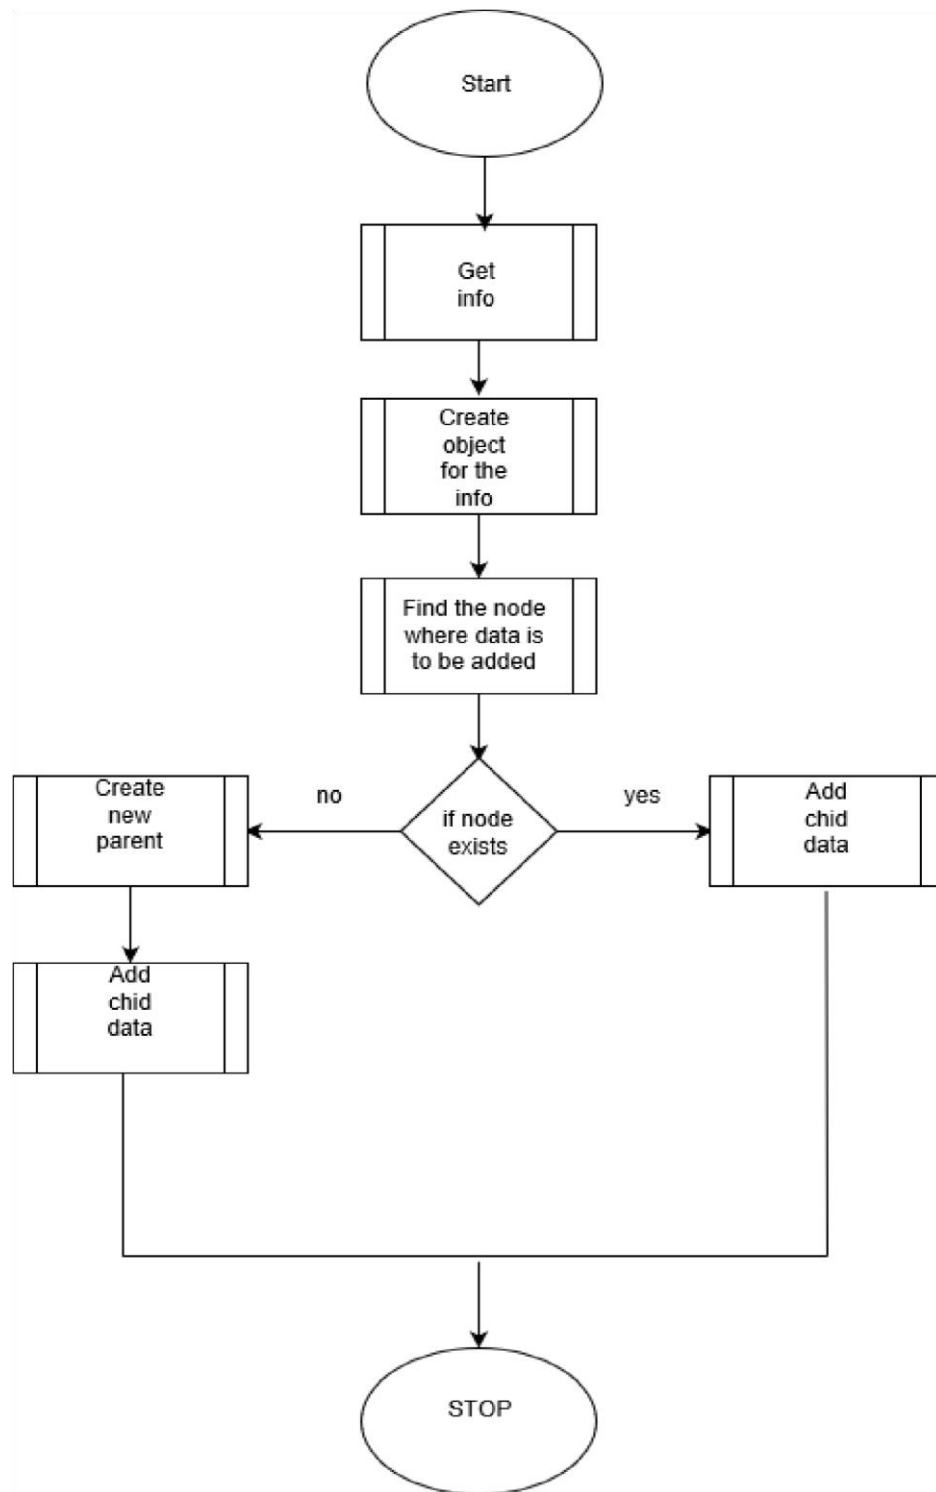 Start
Get
info
Create
object
for the
info
Find the node
where data is
to be added
Create
new
parent
no
if node
exists
yes
Add
chid
data
Add
chid
data
STOP